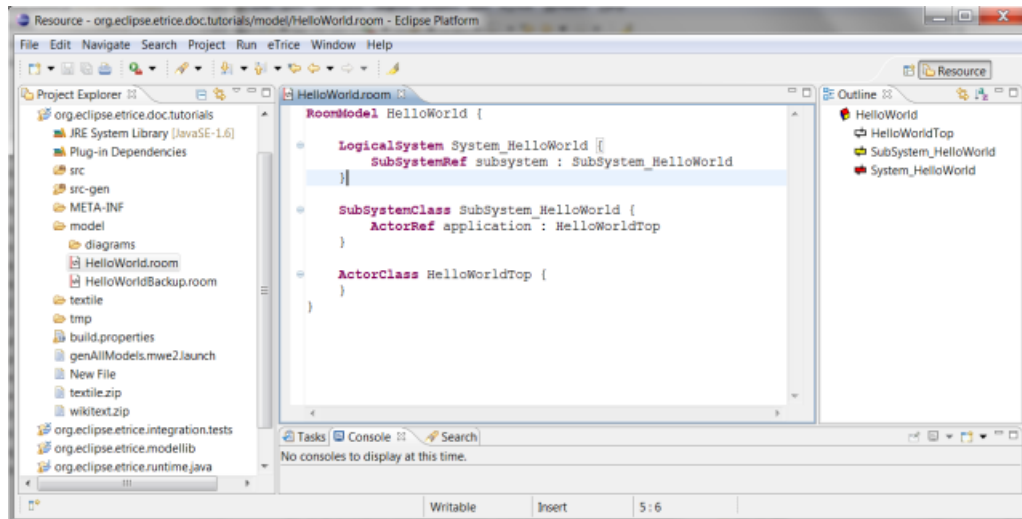 Resource - org.eclipse.etrice.doc.tutorials/model/HelloWorld.room - Eclipse Platform
File Edit Navigate Search Project Run eTrice Window Help
Resource
Project Explorer
org.eclipse.etrice.doc.tutorials
JRE System Library [JavaSE-1.6]
Plug-in Dependencies
src
src-gen
META-INF
model
diagrams
HelloWorld.room
HelloWorldBackup.room
textile
tmp
build.properties
genAllModels.mwe2.launch
New File
textile.zip
wikitext.zip
org.eclipse.etrice.integration.tests
org.eclipse.etrice.modellib
org.eclipse.etrice.runtime.java
HelloWorld.room
RoomModel HelloWorld {
LogicalSystem System_HelloWorld {
SubSystemRef subsystem : SubSystem_HelloWorld
}
SubSystemClass SubSystem_HelloWorld {
ActorRef application : HelloWorldTop
}
ActorClass HelloWorldTop {
}
}
Outline
HelloWorld
HelloWorldTop
SubSystem_HelloWorld
System_HelloWorld
Tasks Console Search
No consoles to display at this time.
Writable Insert 5 : 6